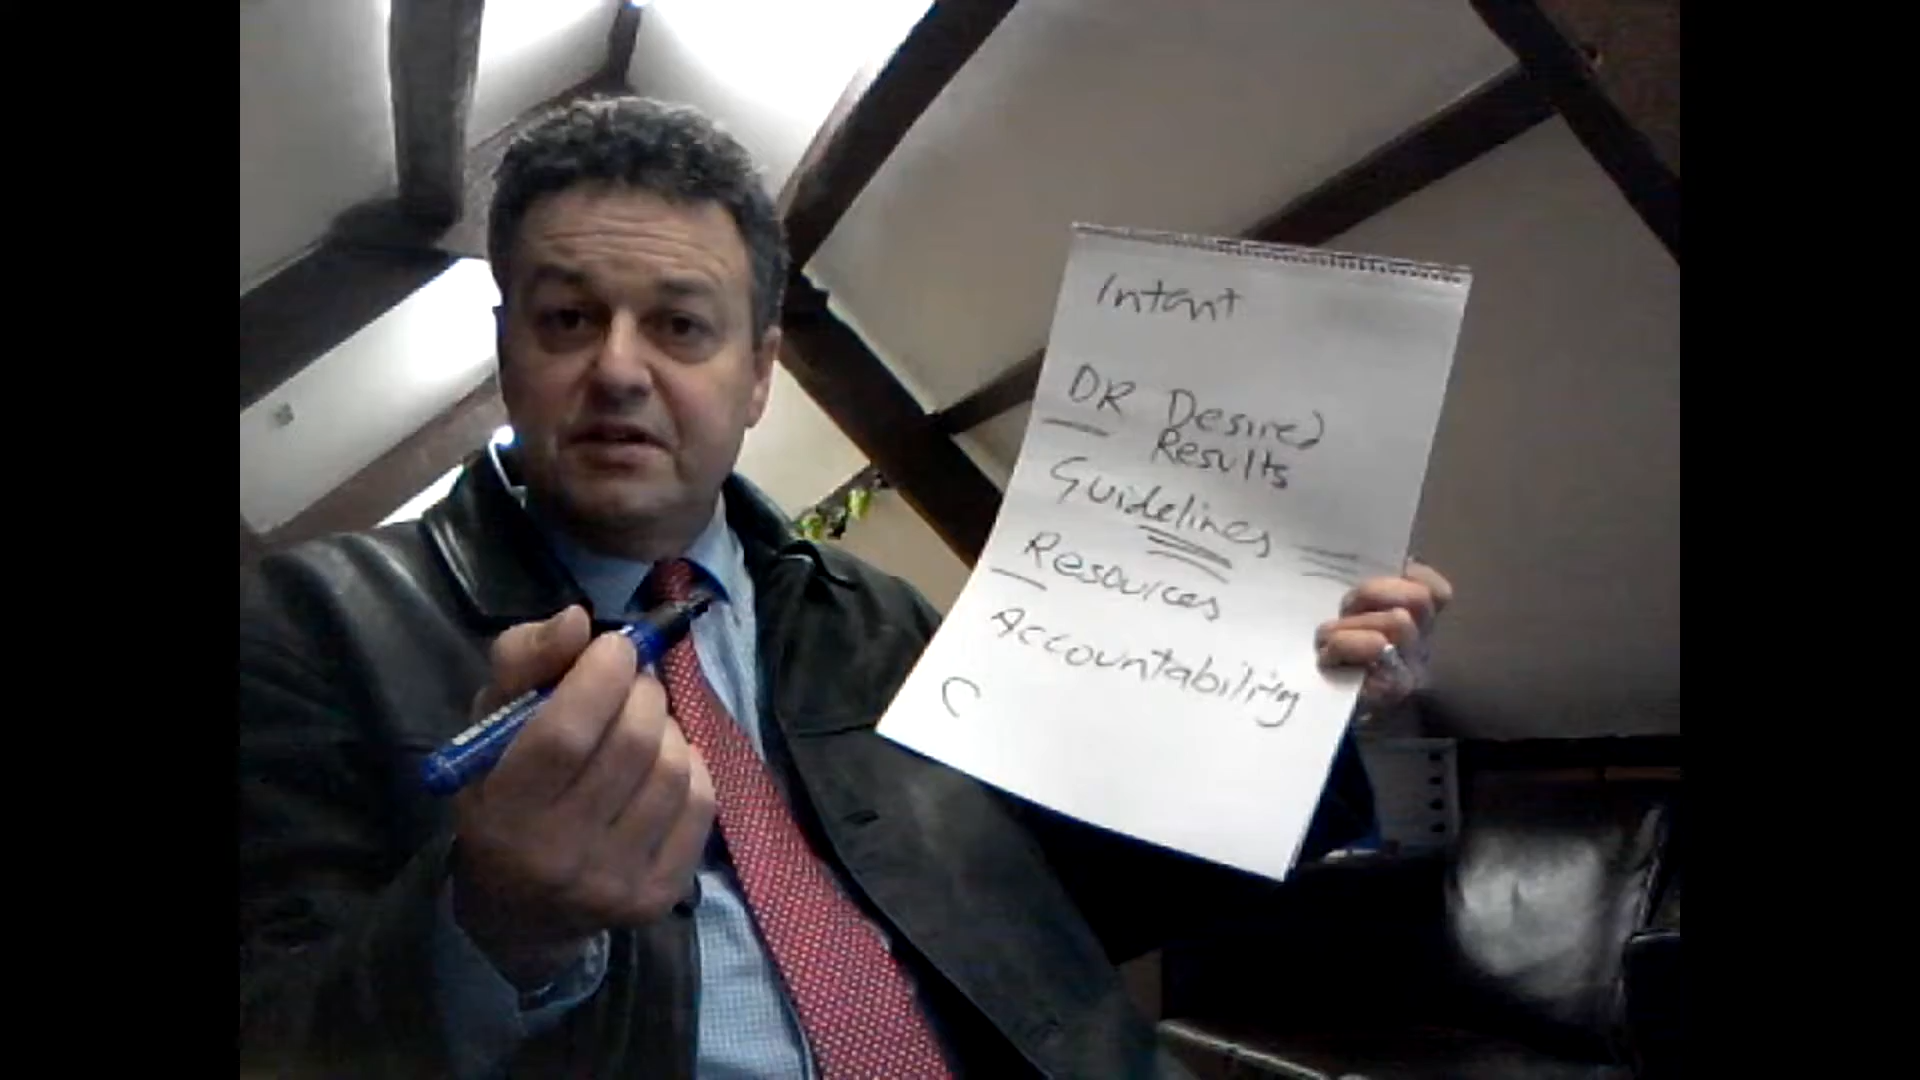 Intent
DR Desired
Results
Guidelines
Resources
Accountability
C